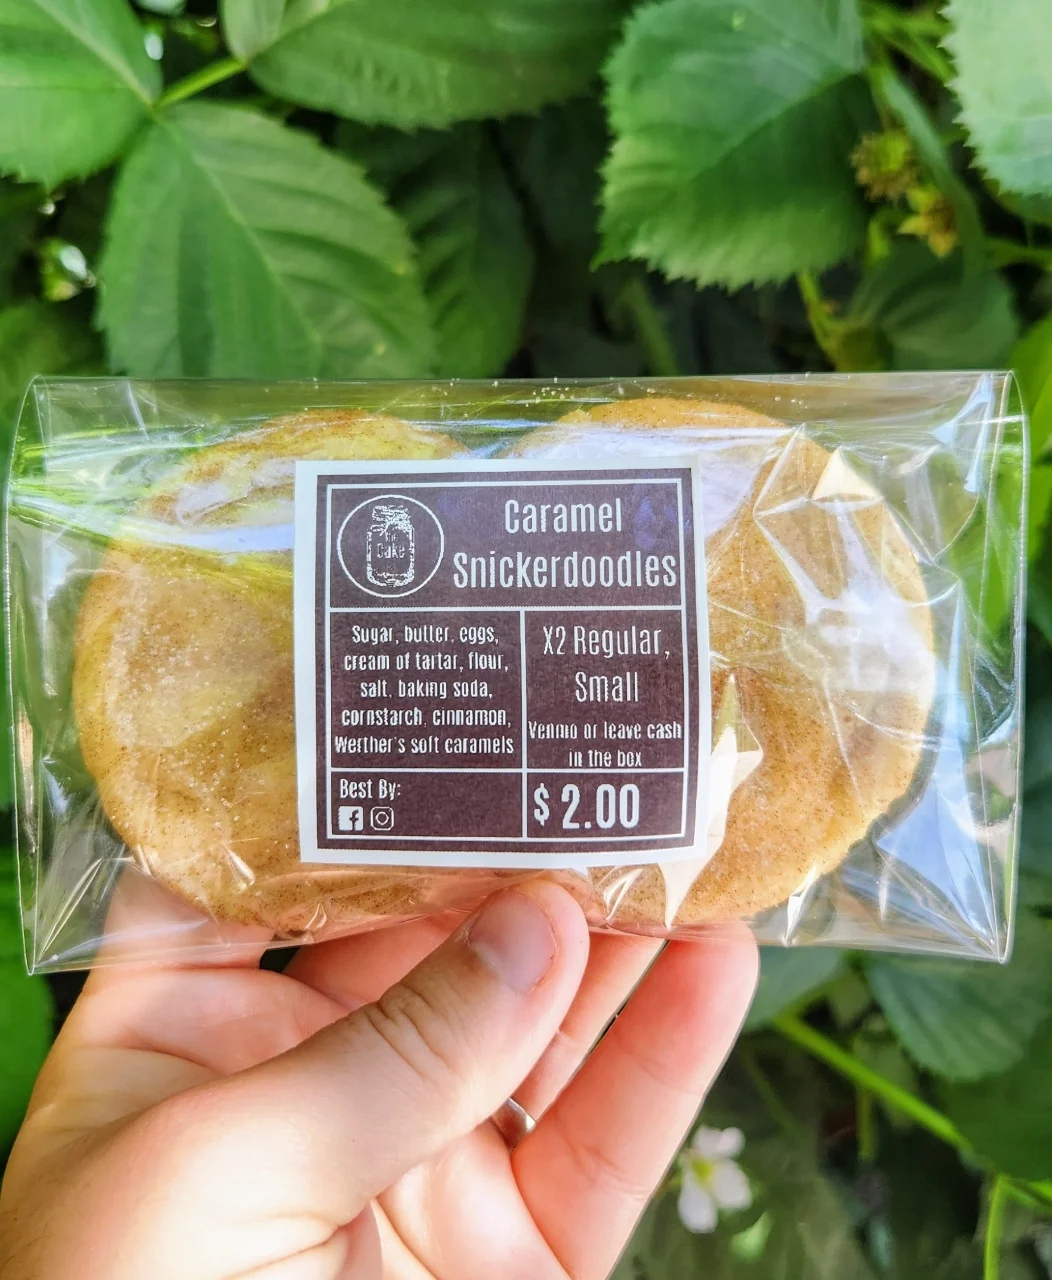 Cake
Caramel
Snickerdoodles
Sugar, butter, eggs,
cream of tartar, flour,
salt, baking soda,
cornstarch, cinnamon,
Werther's soft caramels
X2 Regular,
Small
Venmo or leave cash
in the box
Best By:
$2.00